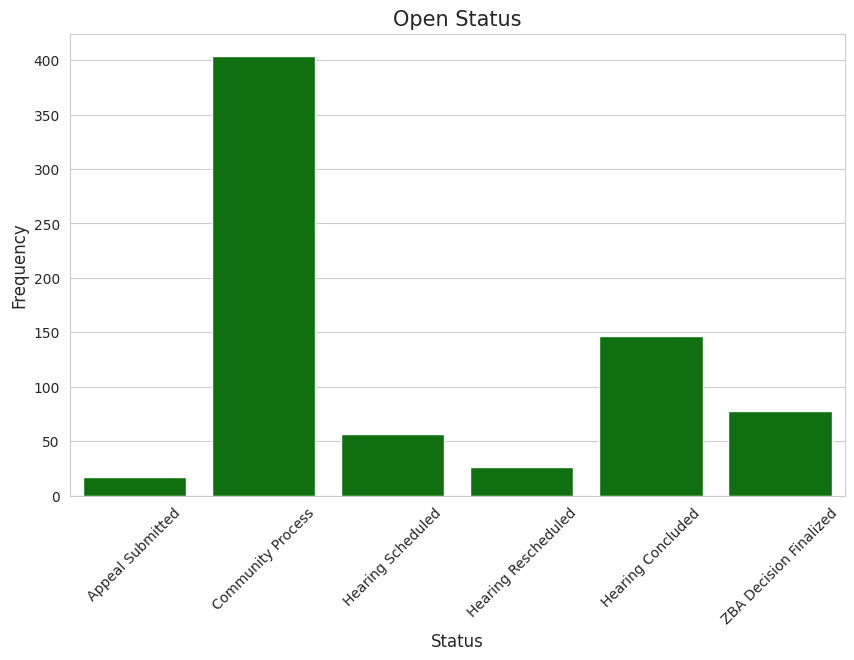 Open Status
Frequency
400
350
300
250
200
150
100
50
0
Appeal Submitted
Community Process
Hearing Scheduled
Hearing Rescheduled
Hearing Concluded
ZBA Decision Finalized
Status